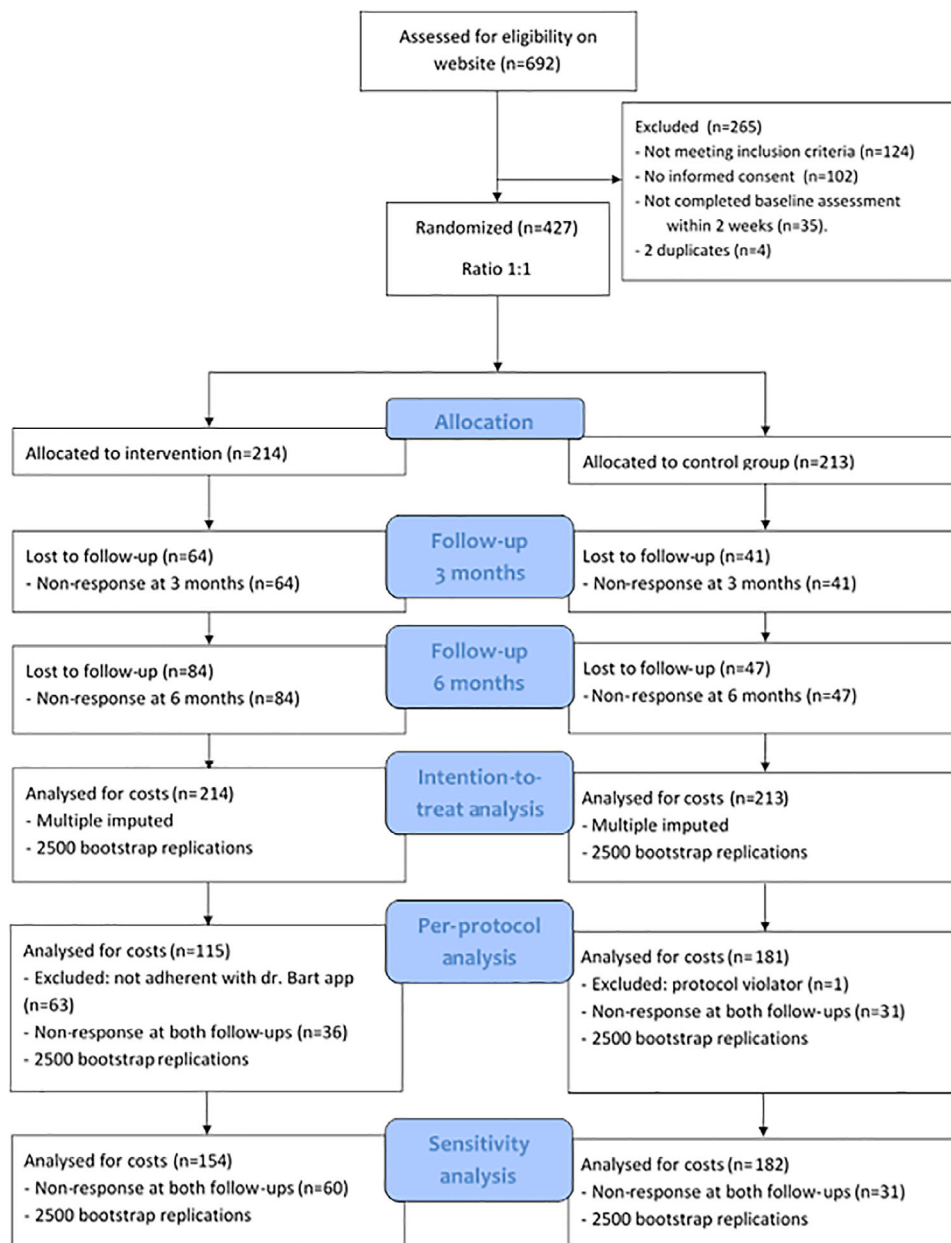 Assessed for eligibility on
website (n=692)
Excluded (n=265)
- Not meeting inclusion criteria (n=124)
- No informed consent (n=102)
- Not completed baseline assessment
within 2 weeks (n=35).
- 2 duplicates (n=4)
Randomized (n=427)
Ratio 1:1
Allocation
Allocated to intervention (n=214)
Allocated to control group (n=213)
Follow-up
3 months
Lost to follow-up (n=64)
- Non-response at 3 months (n=64)
Lost to follow-up (n=41)
- Non-response at 3 months (n=41)
Follow-up
6 months
Lost to follow-up (n=84)
- Non-response at 6 months (n=84)
Lost to follow-up (n=47)
- Non-response at 6 months (n=47)
Intention-to-
treat analysis
Analysed for costs (n=214)
- Multiple imputed
- 2500 bootstrap replications
Analysed for costs (n=213)
- Multiple imputed
- 2500 bootstrap replications
Per-protocol
analysis
Analysed for costs (n=115)
- Excluded: not adherent with dr. Bart app
(n=63)
- Non-response at both follow-ups (n=36)
- 2500 bootstrap replications
Analysed for costs (n=181)
- Excluded: protocol violator (n=1)
- Non-response at both follow-ups (n=31)
- 2500 bootstrap replications
Sensitivity
analysis
Analysed for costs (n=154)
- Non-response at both follow-ups (n=60)
- 2500 bootstrap replications
Analysed for costs (n=182)
- Non-response at both follow-ups (n=31)
- 2500 bootstrap replications